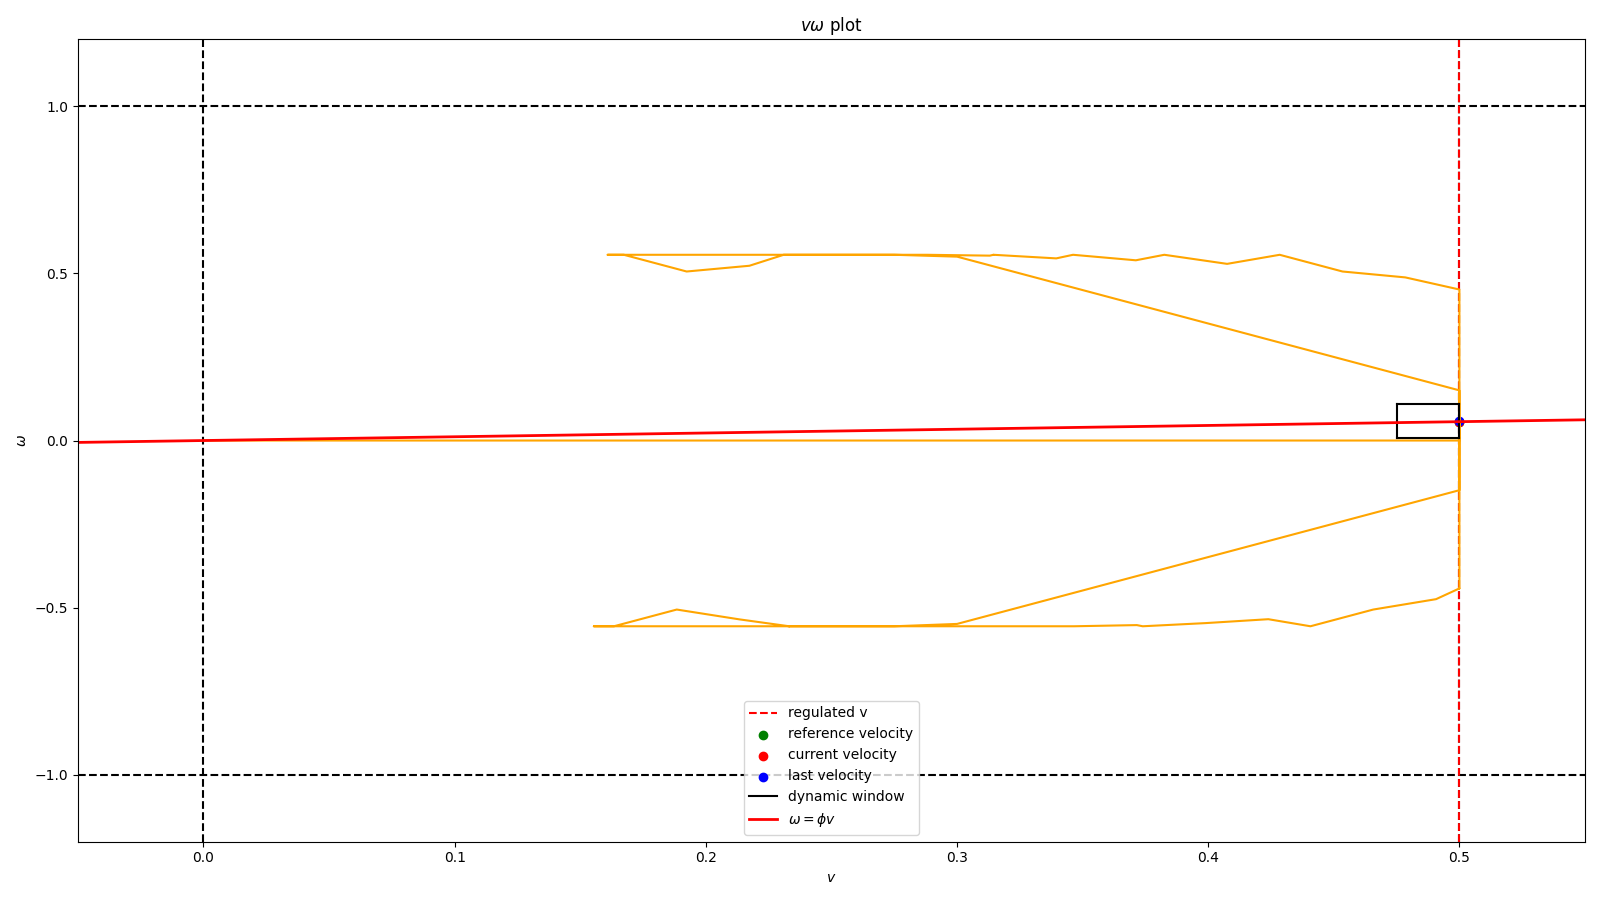 vω plot
1.0
0.5
0.0
−0.5
−1.0
ω
0.0 0.1 0.2 0.3 0.4 0.5
v
regulated v
reference velocity
current velocity
last velocity
dynamic window
ω = ϕv